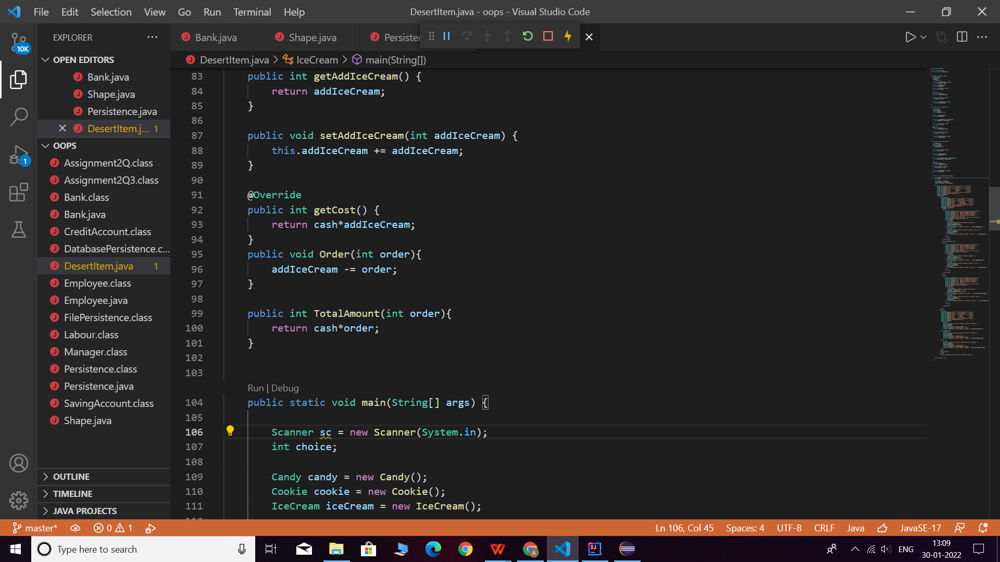 File Edit Selection View Go Run Terminal Help
DesertItem.java - oops - Visual Studio Code
10K
1
EXPLORER
OPEN EDITORS
Bank.java
Shape.java
Persistence.java
DesertItem.j... 1
OOPS
Assignment2Q.class
Assignment2Q3.class
Bank.class
Bank.java
CreditAccount.class
DatabasePersistence.c...
DesertItem.java 1
Employee.class
Employee.java
FilePersistence.class
Labour.class
Manager.class
Persistence.class
Persistence.java
SavingAccount.class
Shape.java
OUTLINE
TIMELINE
JAVA PROJECTS
Bank.java Shape.java Persister
DesertItem.java > IceCream > main(String[])
83 public int getAddIceCream() {
84 return addIceCream;
85 }
86
87 public void setAddIceCream(int addIceCream) {
88 this.addIceCream += addIceCream;
89 }
90
91 @Override
92 public int getCost() {
93 return cash*addIceCream;
94 }
95 public void Order(int order){
96 addIceCream -= order;
97 }
98
99 public int TotalAmount(int order){
100 return cash*order;
101 }
102
103
Run | Debug
104 public static void main(String[] args) {
105
106 Scanner sc = new Scanner(System.in);
107 int choice;
108
109 Candy candy = new Candy();
110 Cookie cookie = new Cookie();
111 IceCream iceCream = new IceCream();
master* 0 1
Ln 106, Col 45 Spaces: 4 UTF-8 CRLF Java JavaSE-17
Type here to search
ENG
13:09
30-01-2022